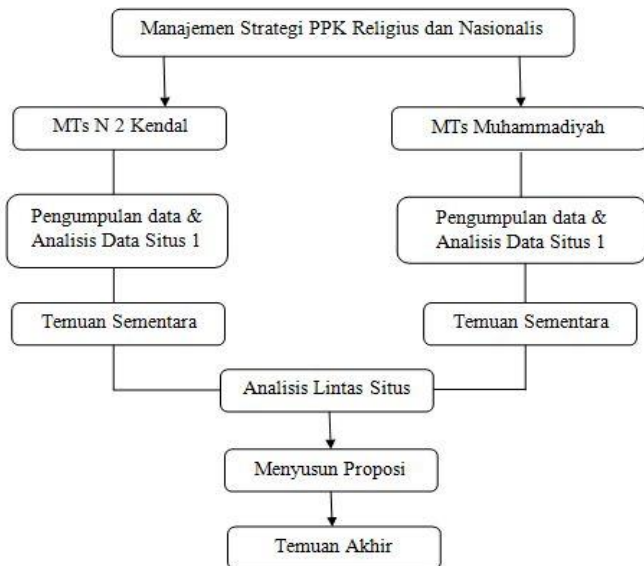 Manajemen Strategi PPK Religius dan Nasionalis
MTs N 2 Kendal
MTs Muhammadiyah
Pengumpulan data &
Analisis Data Situs 1
Pengumpulan data &
Analisis Data Situs 1
Temuan Sementara
Temuan Sementara
Analisis Lintas Situs
Menyusun Proposi
Temuan Akhir